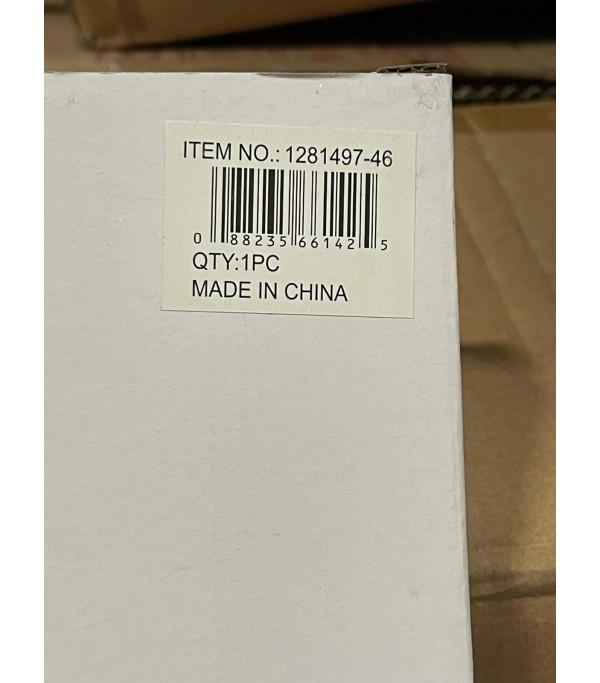 ITEM NO.: 1281497-46
0 88235 66142 5
QTY:1PC
MADE IN CHINA